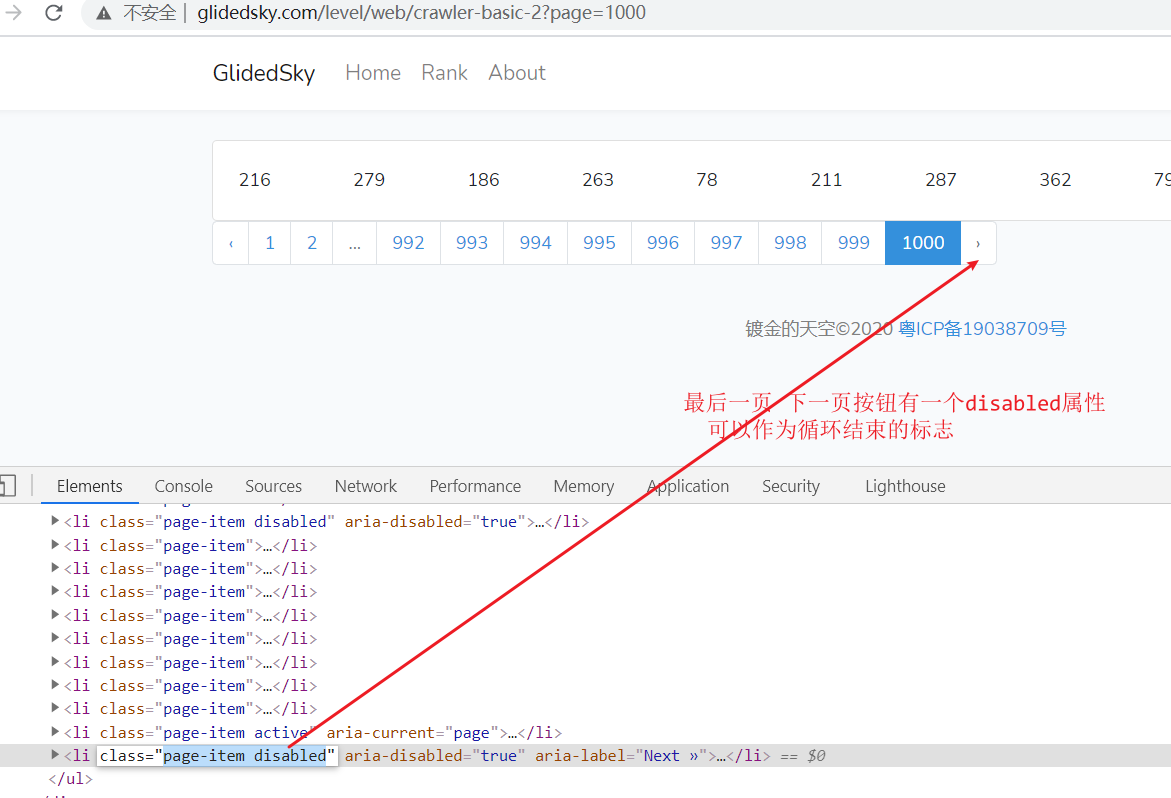 不安全 | glidedsky.com/level/web/crawler-basic-2?page=1000
GlidedSky Home Rank About
216 279 186 263 78 211 287 362 79
‹ 1 2 ... 992 993 994 995 996 997 998 999 1000 ›
镀金的天空©2020 粤ICP备19038709号
最后一页 下一页按钮有一个disabled属性
可以作为循环结束的标志
Elements Console Sources Network Performance Memory Application Security Lighthouse
<li class="page-item disabled" aria-disabled="true">…</li>
<li class="page-item">…</li>
<li class="page-item">…</li>
<li class="page-item">…</li>
<li class="page-item">…</li>
<li class="page-item">…</li>
<li class="page-item">…</li>
<li class="page-item">…</li>
<li class="page-item">…</li>
<li class="page-item active" aria-current="page">…</li>
<li class="page-item disabled" aria-disabled="true" aria-label="Next »">…</li> == $0
</ul>